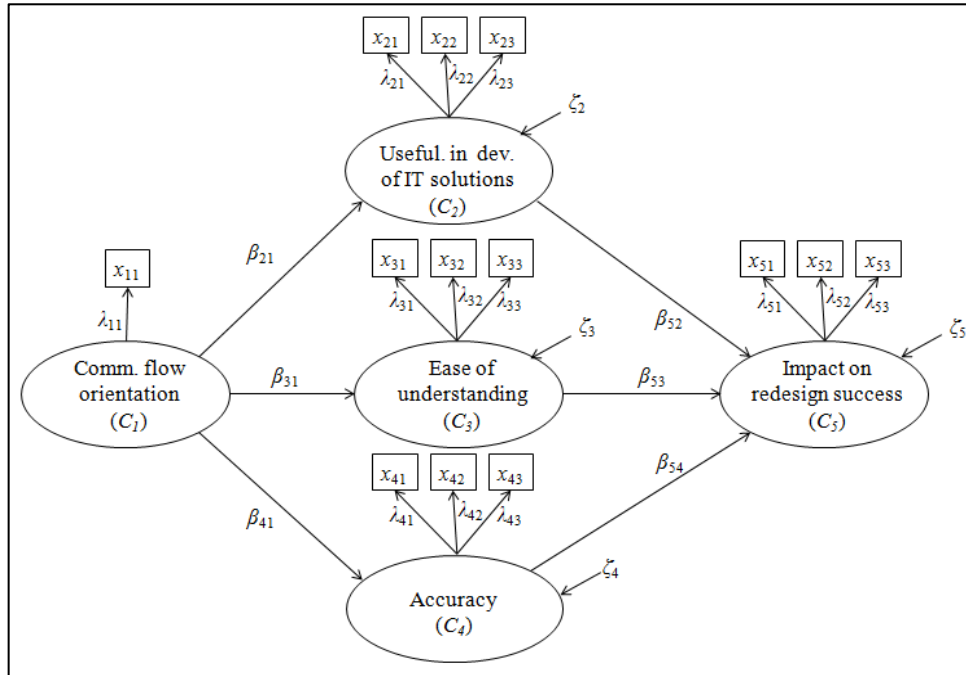 x21 x22 x23
λ21 λ22 λ23
ζ2
Useful. in dev.
of IT solutions
(C2)
β21
x11
λ11
x31 x32 x33
λ31 λ32 λ33
ζ3
x51 x52 x53
λ51 λ52 λ53
ζ5
β52
Comm. flow
orientation
(C1)
β31
Ease of
understanding
(C3)
β53
Impact on
redesign success
(C5)
β41
x41 x42 x43
λ41 λ42 λ43
β54
ζ4
Accuracy
(C4)